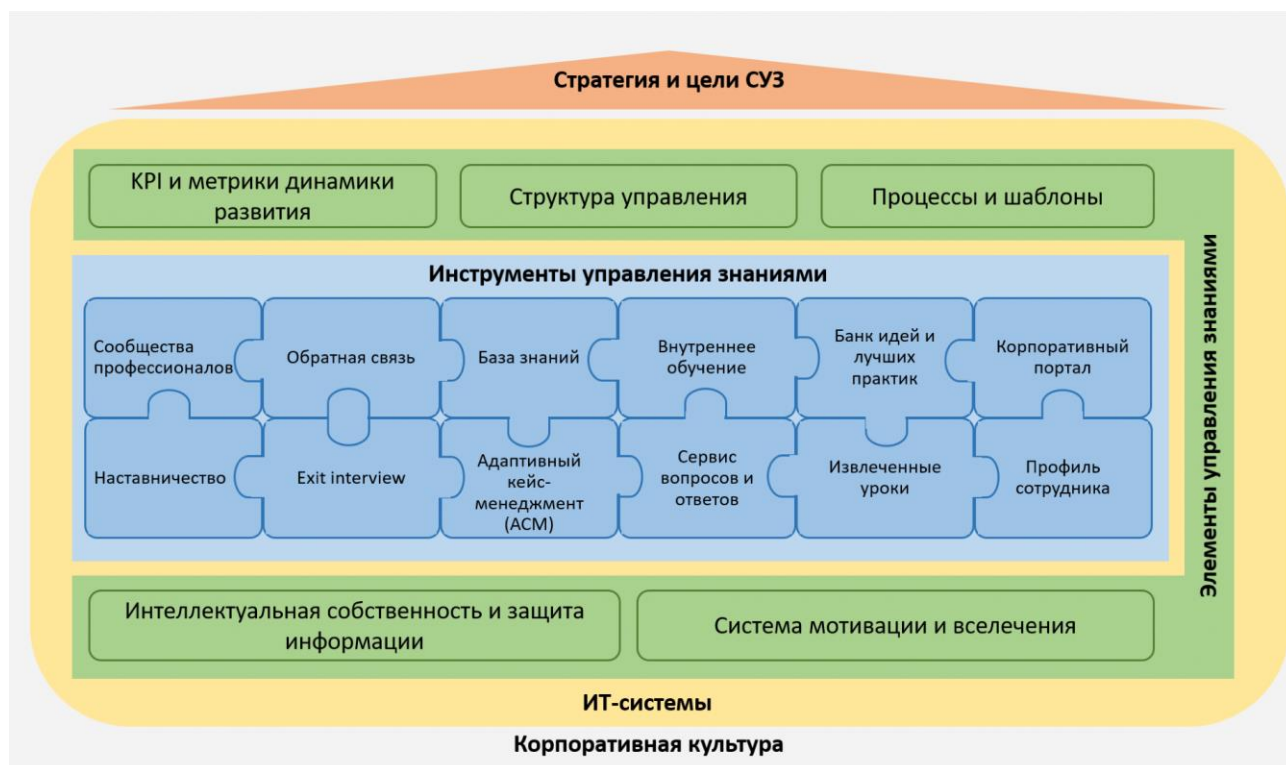 Стратегия и цели СУЗ
KPI и метрики динамики
развития
Структура управления
Процессы и шаблоны
Элементы управления знаниями
Инструменты управления знаниями
Сообщества
профессионалов
Обратная связь
База знаний
Внутреннее
обучение
Банк идей и
лучших
практик
Корпоративный
портал
Наставничество
Exit interview
Адаптивный
кейс-
менеджмент
(ACM)
Сервис
вопросов и
ответов
Извлеченные
уроки
Профиль
сотрудника
Интеллектуальная собственность и защита
информации
Система мотивации и вселечения
ИТ-системы
Корпоративная культура